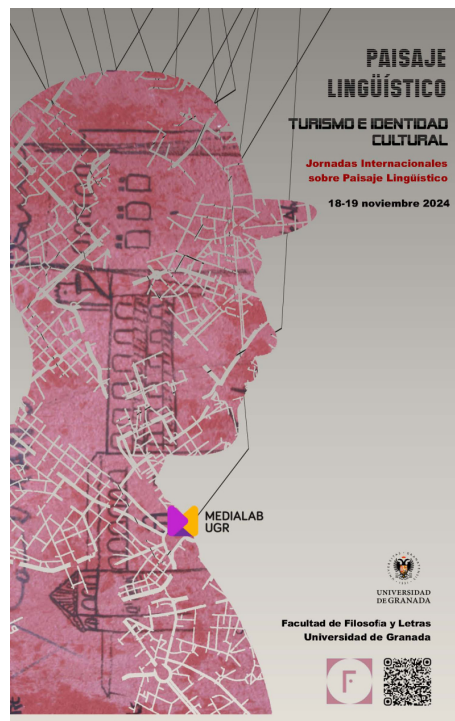 PAISAJE
LINGÜÍSTICO
TURISMO E IDENTIDAD
CULTURAL
Jornadas Internacionales
sobre Paisaje Lingüístico
18-19 noviembre 2024
MEDIALAB
UGR
UNIVERSIDAD
DE GRANADA
Facultad de Filosofia y Letras
Universidad de Granada
F